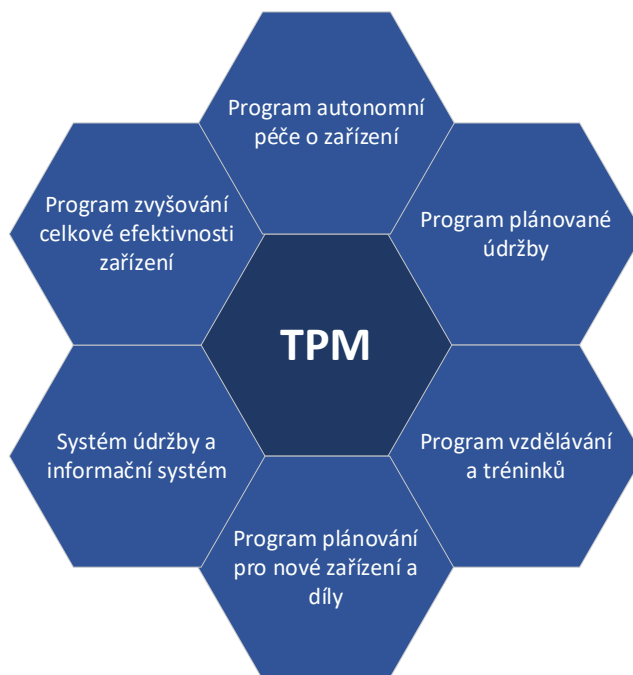 Program autonomní
péče o zařízení
Program zvyšování
celkové efektivnosti
zařízení
Program plánované
údržby
TPM
Systém údržby a
informační systém
Program vzdělávání
a tréninků
Program plánování
pro nové zařízení a
díly